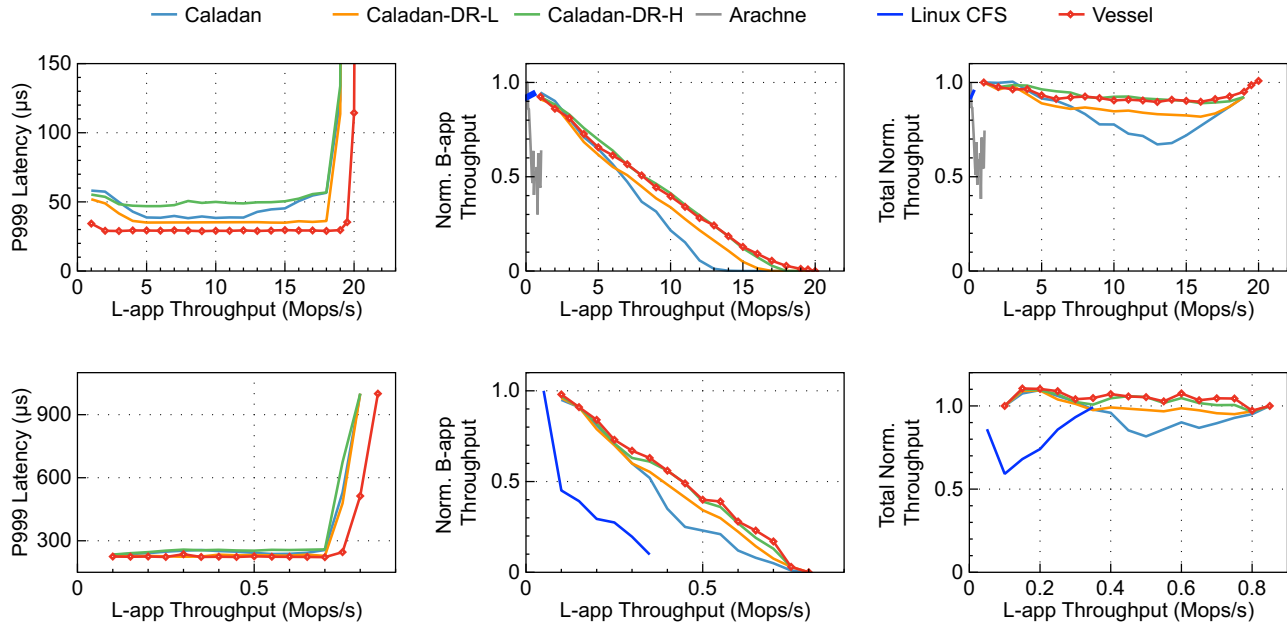 Caladan Caladan-DR-L Caladan-DR-H Arachne Linux CFS Vessel
P999 Latency (µs)
150
100
50
0
5 10 15 20
L-app Throughput (Mops/s)
Norm. B-app
Throughput
1.0
0.5
0
0 5 10 15 20
L-app Throughput (Mops/s)
Total Norm.
Throughput
1.0
0.5
0
0 5 10 15 20
L-app Throughput (Mops/s)
P999 Latency (µs)
900
600
300
0 0.5
L-app Throughput (Mops/s)
Norm. B-app
Throughput
1.0
0.5
0
0 0.5
L-app Throughput (Mops/s)
Total Norm.
Throughput
1.0
0.5
0 0.2 0.4 0.6 0.8
L-app Throughput (Mops/s)